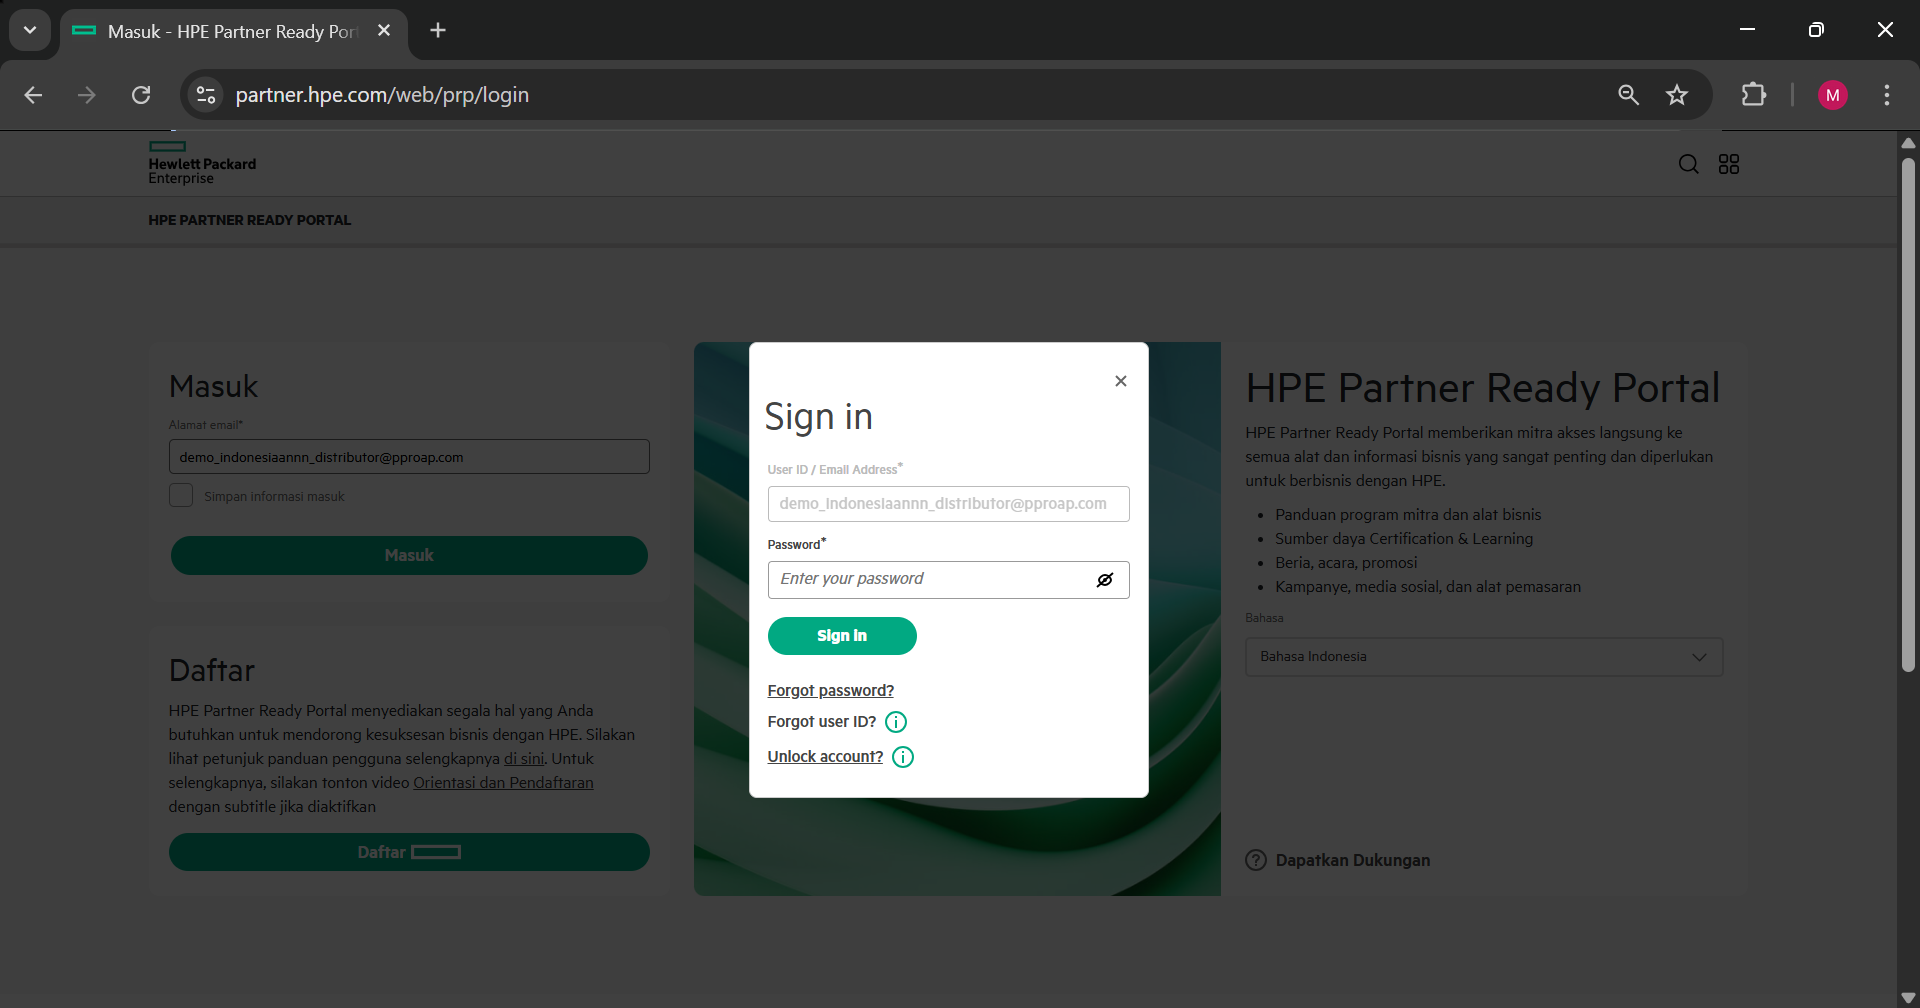 Masuk - HPE Partner Ready Por
partner.hpe.com/web/prp/login
M
Hewlett Packard
Enterprise
HPE PARTNER READY PORTAL
Masuk
Alamat email*
demo_indonesiaannn_distributor@pproap.com
Simpan informasi masuk
Masuk
Daftar
HPE Partner Ready Portal menyediakan segala hal yang Anda
butuhkan untuk mendorong kesuksesan bisnis dengan HPE. Silakan
lihat petunjuk panduan pengguna selengkapnya di sini. Untuk
selengkapnya, silakan tonton video Orientasi dan Pendaftaran
dengan subtitle jika diaktifkan
Daftar
Sign in
User ID / Email Address*
demo_indonesiaannn_distributor@pproap.com
Password*
Enter your password
Sign in
Forgot password?
Forgot user ID?
Unlock account?
HPE Partner Ready Portal
HPE Partner Ready Portal memberikan mitra akses langsung ke
semua alat dan informasi bisnis yang sangat penting dan diperlukan
untuk berbisnis dengan HPE.
• Panduan program mitra dan alat bisnis
• Sumber daya Certification & Learning
• Beria, acara, promosi
• Kampanye, media sosial, dan alat pemasaran
Bahasa
Bahasa Indonesia
Dapatkan Dukungan